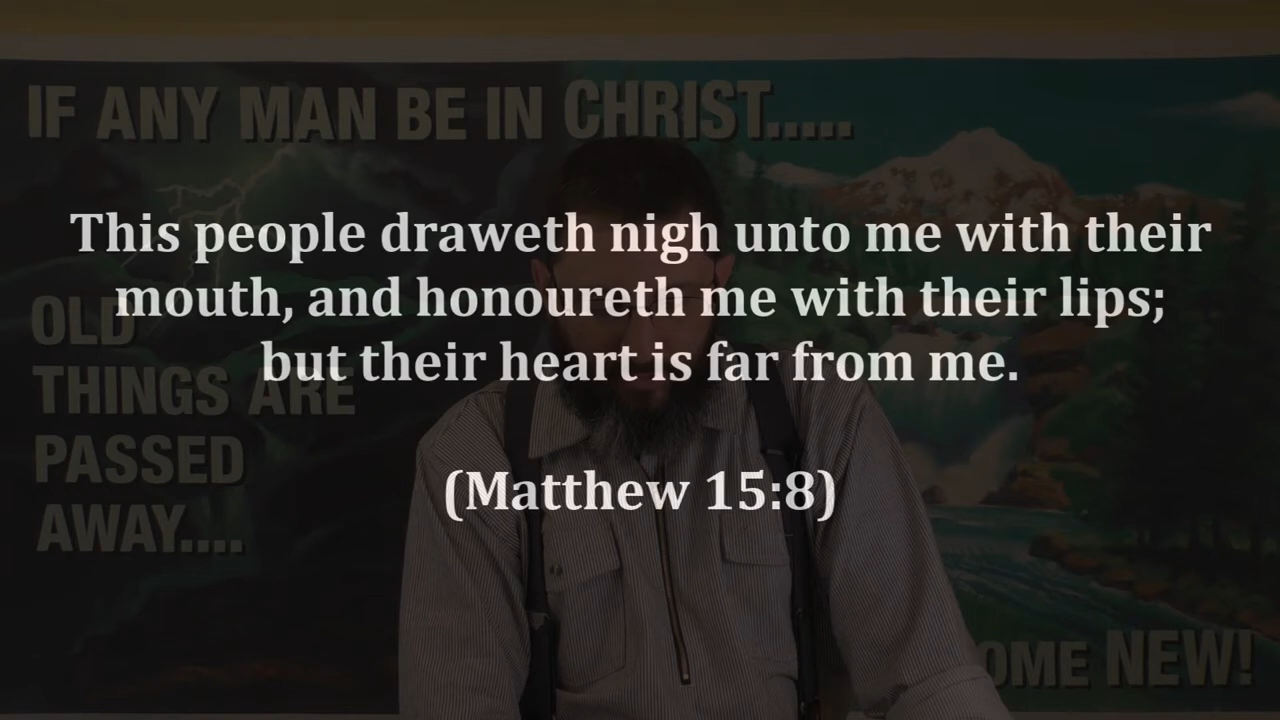 IF ANY MAN BE IN CHRIST.....
This people draweth nigh unto me with their
mouth, and honoureth me with their lips;
but their heart is far from me.
(Matthew 15:8)
OLD
THINGS ARE
PASSED
AWAY....
NEW!